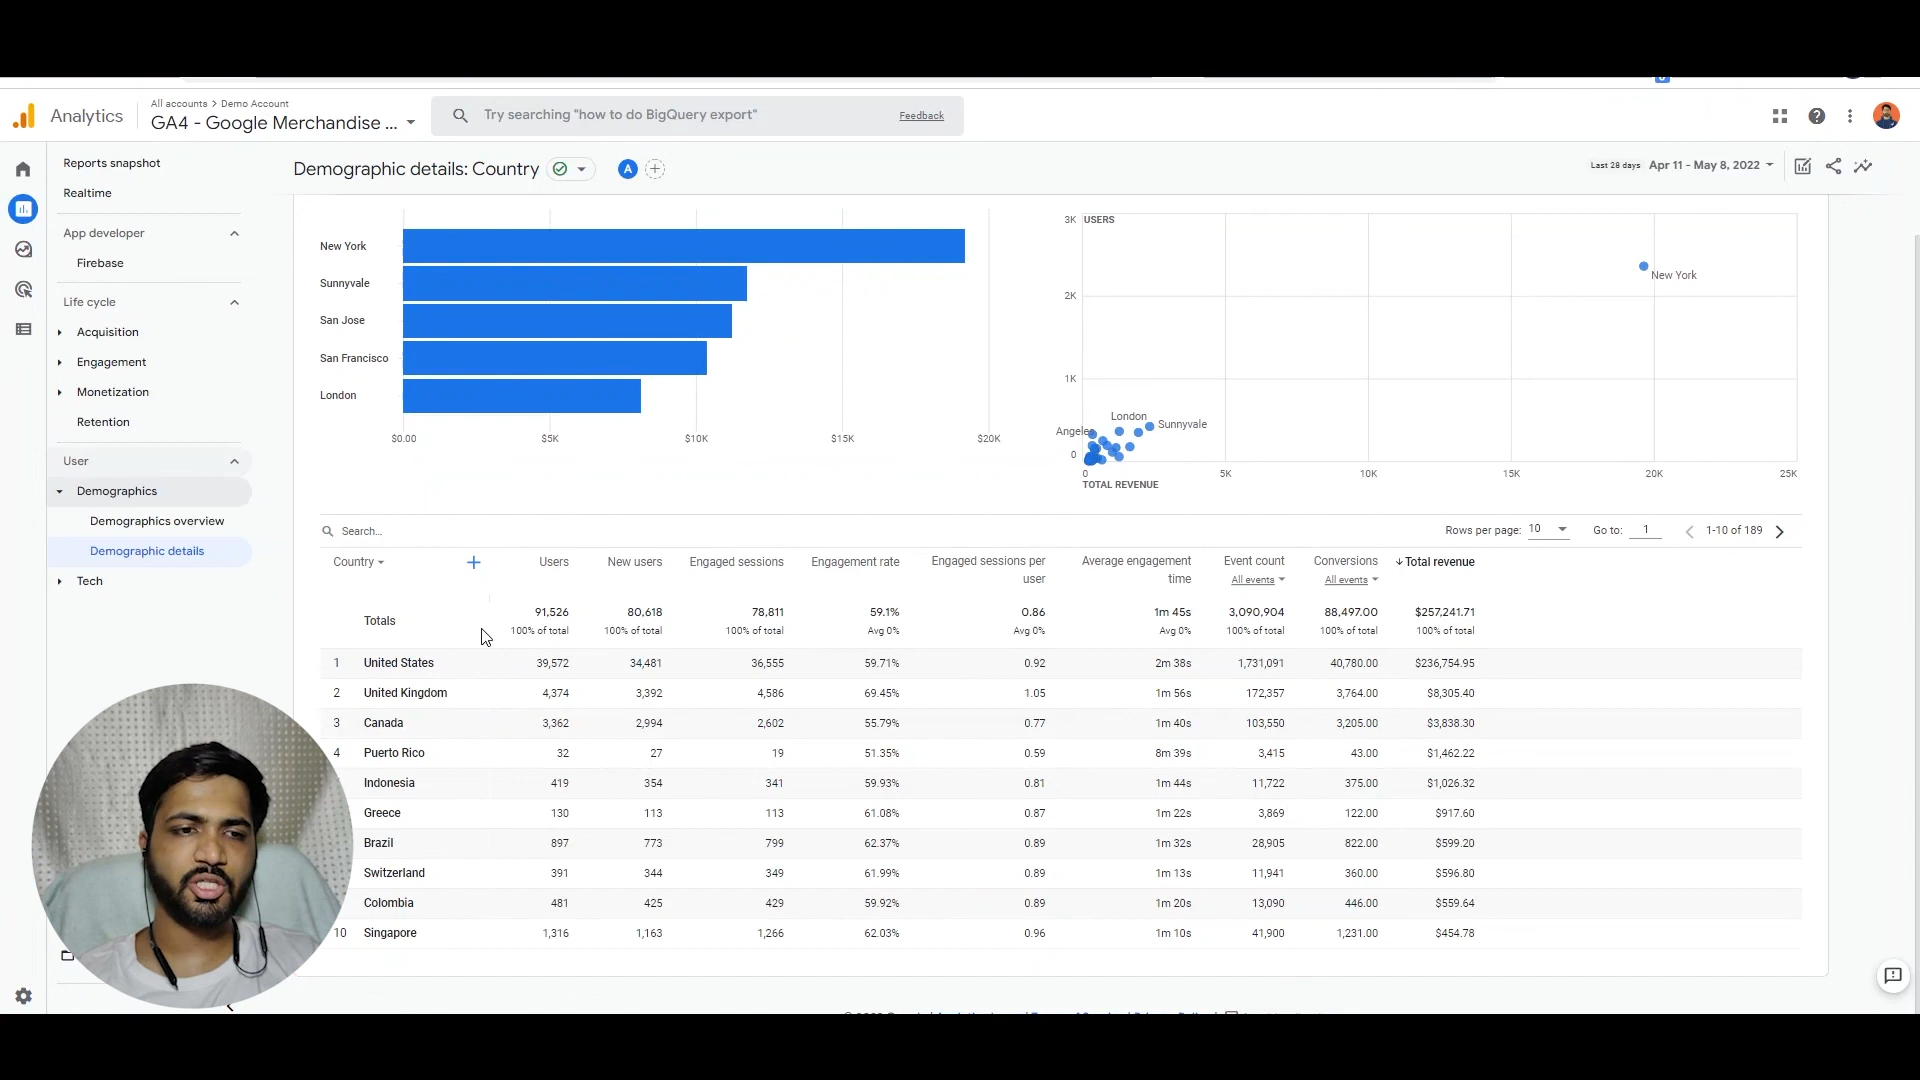 All accounts > Demo Account
Analytics
GA4 - Google Merchandise ...
Try searching "how to do BigQuery export"
Feedback
Reports snapshot
Realtime
App developer
Firebase
Life cycle
Acquisition
Engagement
Monetization
Retention
User
Demographics
Demographics overview
Demographic details
Tech
Demographic details: Country
A
Last 28 days Apr 11 - May 8, 2022
New York
Sunnyvale
San Jose
San Francisco
London
$0.00 $5K $10K $15K $20K
3K USERS
2K
1K
0
New York
London
Angeles
Sunnyvale
0 5K 10K 15K 20K 25K
TOTAL REVENUE
Search...
Rows per page: 10 Go to: 1 1-10 of 189
Country + Users New users Engaged sessions Engagement rate Engaged sessions per user Average engagement time Event count All events Conversions All events Total revenue
Totals 91,526 80,618 78,811 59.1% 0.86 1m 45s 3,090,904 88,497.00 $257,241.71
100% of total 100% of total 100% of total Avg 0% Avg 0% Avg 0% 100% of total 100% of total 100% of total
1 United States 39,572 34,481 36,555 59.71% 0.92 2m 38s 1,731,091 40,780.00 $236,754.95
2 United Kingdom 4,374 3,392 4,586 69.45% 1.05 1m 56s 172,357 3,764.00 $8,305.40
3 Canada 3,362 2,994 2,602 55.79% 0.77 1m 40s 103,550 3,205.00 $3,838.30
4 Puerto Rico 32 27 19 51.35% 0.59 8m 39s 3,415 43.00 $1,462.22
Indonesia 419 354 341 59.93% 0.81 1m 44s 11,722 375.00 $1,026.32
Greece 130 113 113 61.08% 0.87 1m 22s 3,869 122.00 $917.60
Brazil 897 773 799 62.37% 0.89 1m 32s 28,905 822.00 $599.20
Switzerland 391 344 349 61.99% 0.89 1m 13s 11,941 360.00 $596.80
Colombia 481 425 429 59.92% 0.89 1m 20s 13,090 446.00 $559.64
10 Singapore 1,316 1,163 1,266 62.03% 0.96 1m 10s 41,900 1,231.00 $454.78